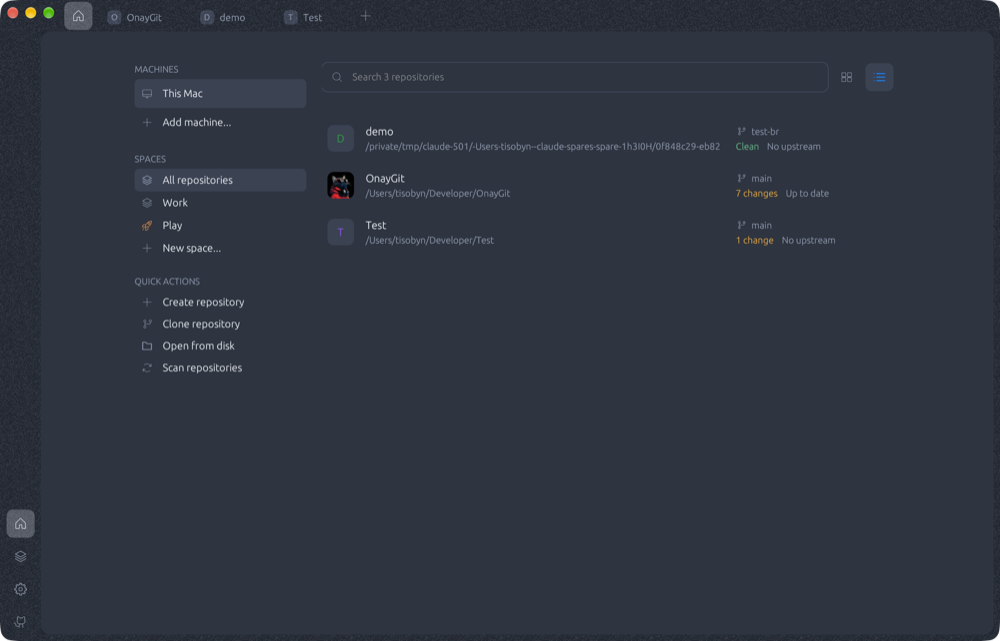 O OnayGit
D demo
T Test
MACHINES
This Mac
Add machine...
SPACES
All repositories
Work
Play
New space...
QUICK ACTIONS
Create repository
Clone repository
Open from disk
Scan repositories
Search 3 repositories
D
demo
/private/tmp/claude-501/-Users-tisobyn--claude-spares-spare-1h3I0H/0f848c29-eb82
test-br
Clean No upstream
OnayGit
/Users/tisobyn/Developer/OnayGit
main
7 changes Up to date
T
Test
/Users/tisobyn/Developer/Test
main
1 change No upstream